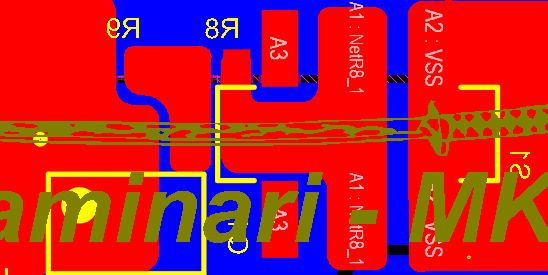 R9
R8
A3
A1 : NetR8_1
A2 : VSS
S1
aminari - MK
A3
A1 : NetR8_1
VSS